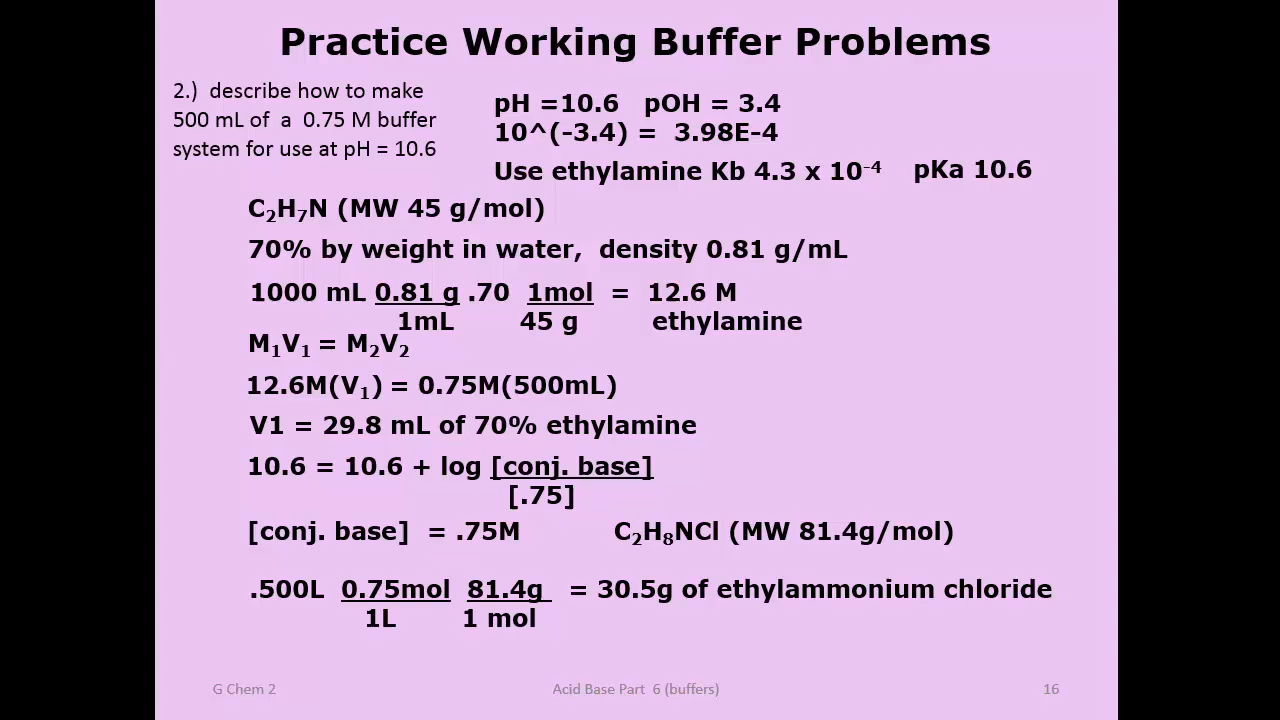 Practice Working Buffer Problems
2.)  describe how to make
500 mL of  a  0.75 M buffer
system for use at pH = 10.6
pH =10.6   pOH = 3.4
10^(-3.4) =  3.98E-4
Use ethylamine Kb 4.3 x 10⁻⁴    pKa 10.6
C₂H₇N (MW 45 g/mol)
70% by weight in water,  density 0.81 g/mL
1000 mL 0.81 g .70  1mol  =  12.6 M
1mL  45 g  ethylamine
M₁V₁ = M₂V₂
12.6M(V₁) = 0.75M(500mL)
V1 = 29.8 mL of 70% ethylamine
10.6 = 10.6 + log [conj. base]
[.75]
[conj. base]  = .75M  C₂H₈NCl (MW 81.4g/mol)
.500L  0.75mol  81.4g  = 30.5g of ethylammonium chloride
1L  1 mol
G Chem 2  Acid Base Part  6 (buffers)  16